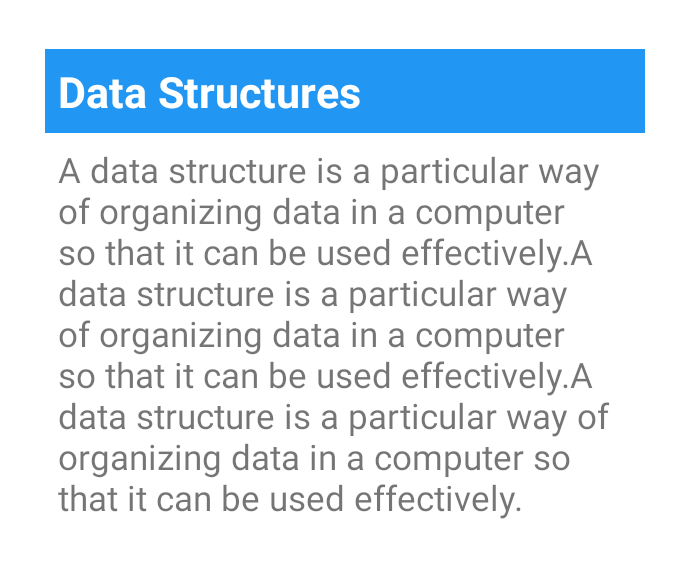 Data Structures
A data structure is a particular way
of organizing data in a computer
so that it can be used effectively.A
data structure is a particular way
of organizing data in a computer
so that it can be used effectively.A
data structure is a particular way of
organizing data in a computer so
that it can be used effectively.